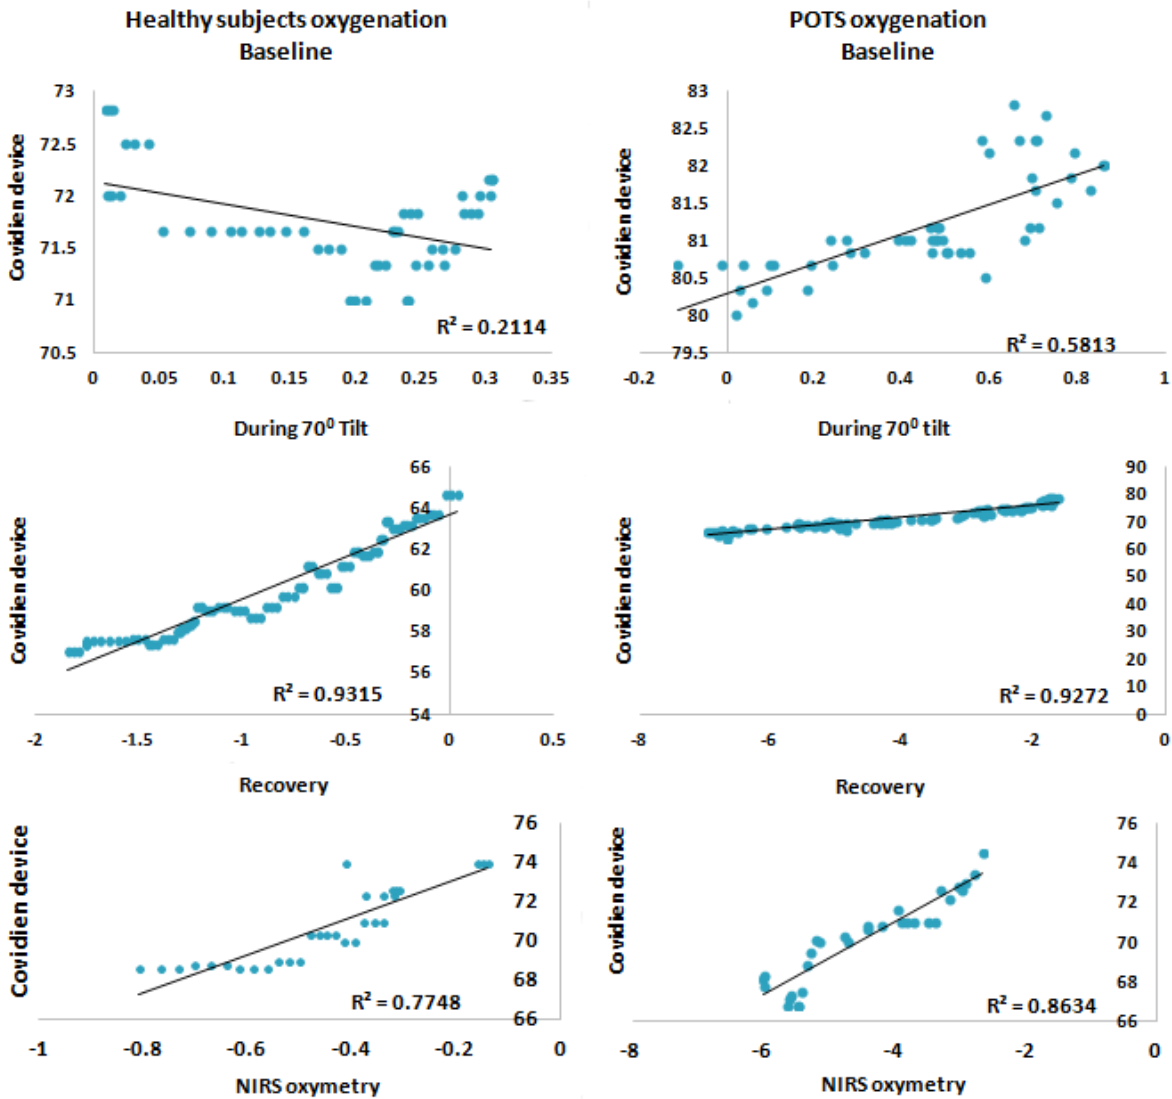 Healthy subjects oxygenation
Baseline
Covidien device
73
72.5
72
71.5
71
70.5
R² = 0.2114
0 0.05 0.1 0.15 0.2 0.25 0.3 0.35
POTS oxygenation
Baseline
Covidien device
83
82.5
82
81.5
81
80.5
80
79.5
R² = 0.5813
-0.2 0 0.2 0.4 0.6 0.8 1
During 70⁰ Tilt
Covidien device
66
64
62
60
58
56
54
R² = 0.9315
-2 -1.5 -1 -0.5 0 0.5
During 70⁰ tilt
Covidien device
90
80
70
60
50
40
30
20
10
0
R² = 0.9272
-8 -6 -4 -2 0
Recovery
Covidien device
76
74
72
70
68
66
R² = 0.7748
-1 -0.8 -0.6 -0.4 -0.2 0
NIRS oxymetry
Recovery
Covidien device
76
74
72
70
68
66
R² = 0.8634
-8 -6 -4 -2 0
NIRS oxymetry